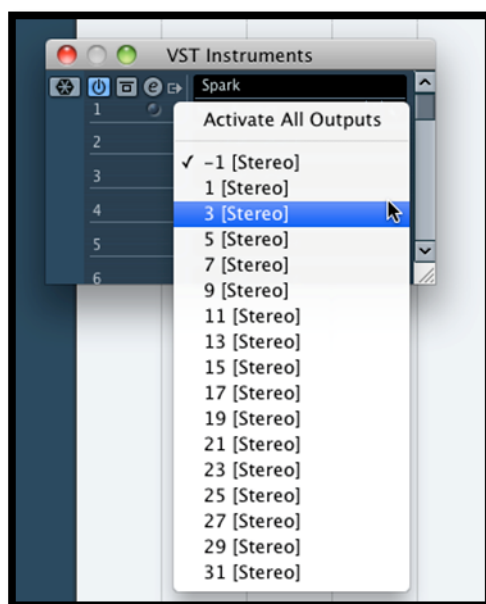 VST Instruments
e Spark
1
2
3
4
5
6
Activate All Outputs
✓ -1 [Stereo]
1 [Stereo]
3 [Stereo]
5 [Stereo]
7 [Stereo]
9 [Stereo]
11 [Stereo]
13 [Stereo]
15 [Stereo]
17 [Stereo]
19 [Stereo]
21 [Stereo]
23 [Stereo]
25 [Stereo]
27 [Stereo]
29 [Stereo]
31 [Stereo]